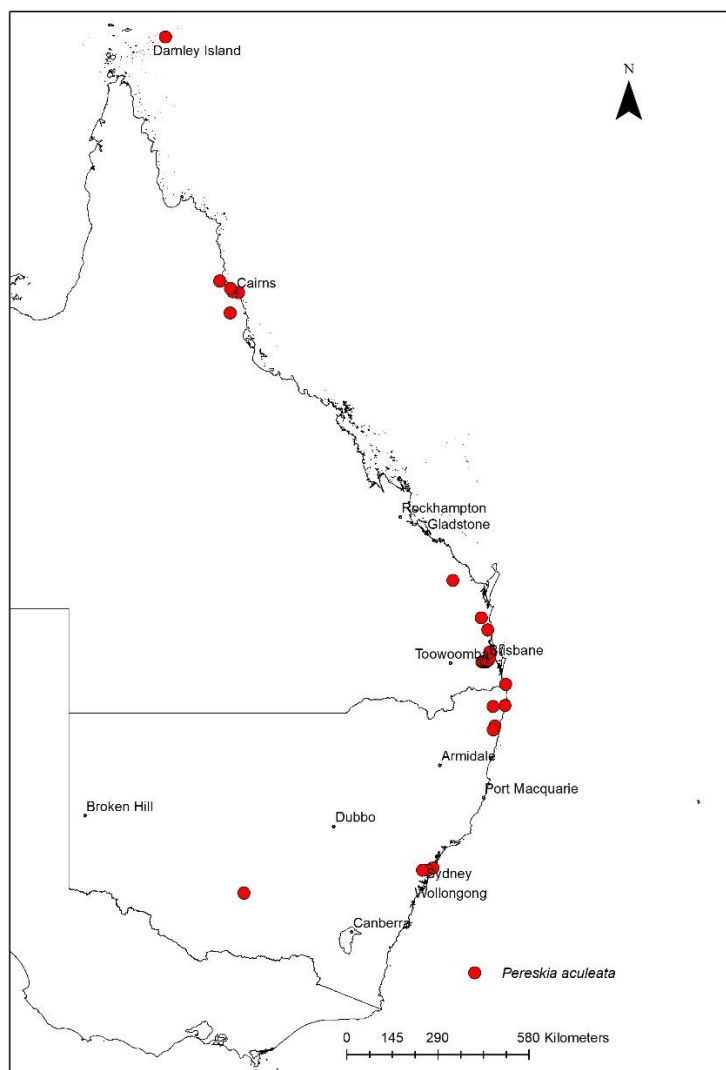 Darnley Island
N
Cairns
Rockhampton
Gladstone
Toowoomba
Brisbane
Armidale
Port Macquarie
Broken Hill
Dubbo
Sydney
Wollongong
Canberra
Pereskia aculeata
0 145 290 580 Kilometers